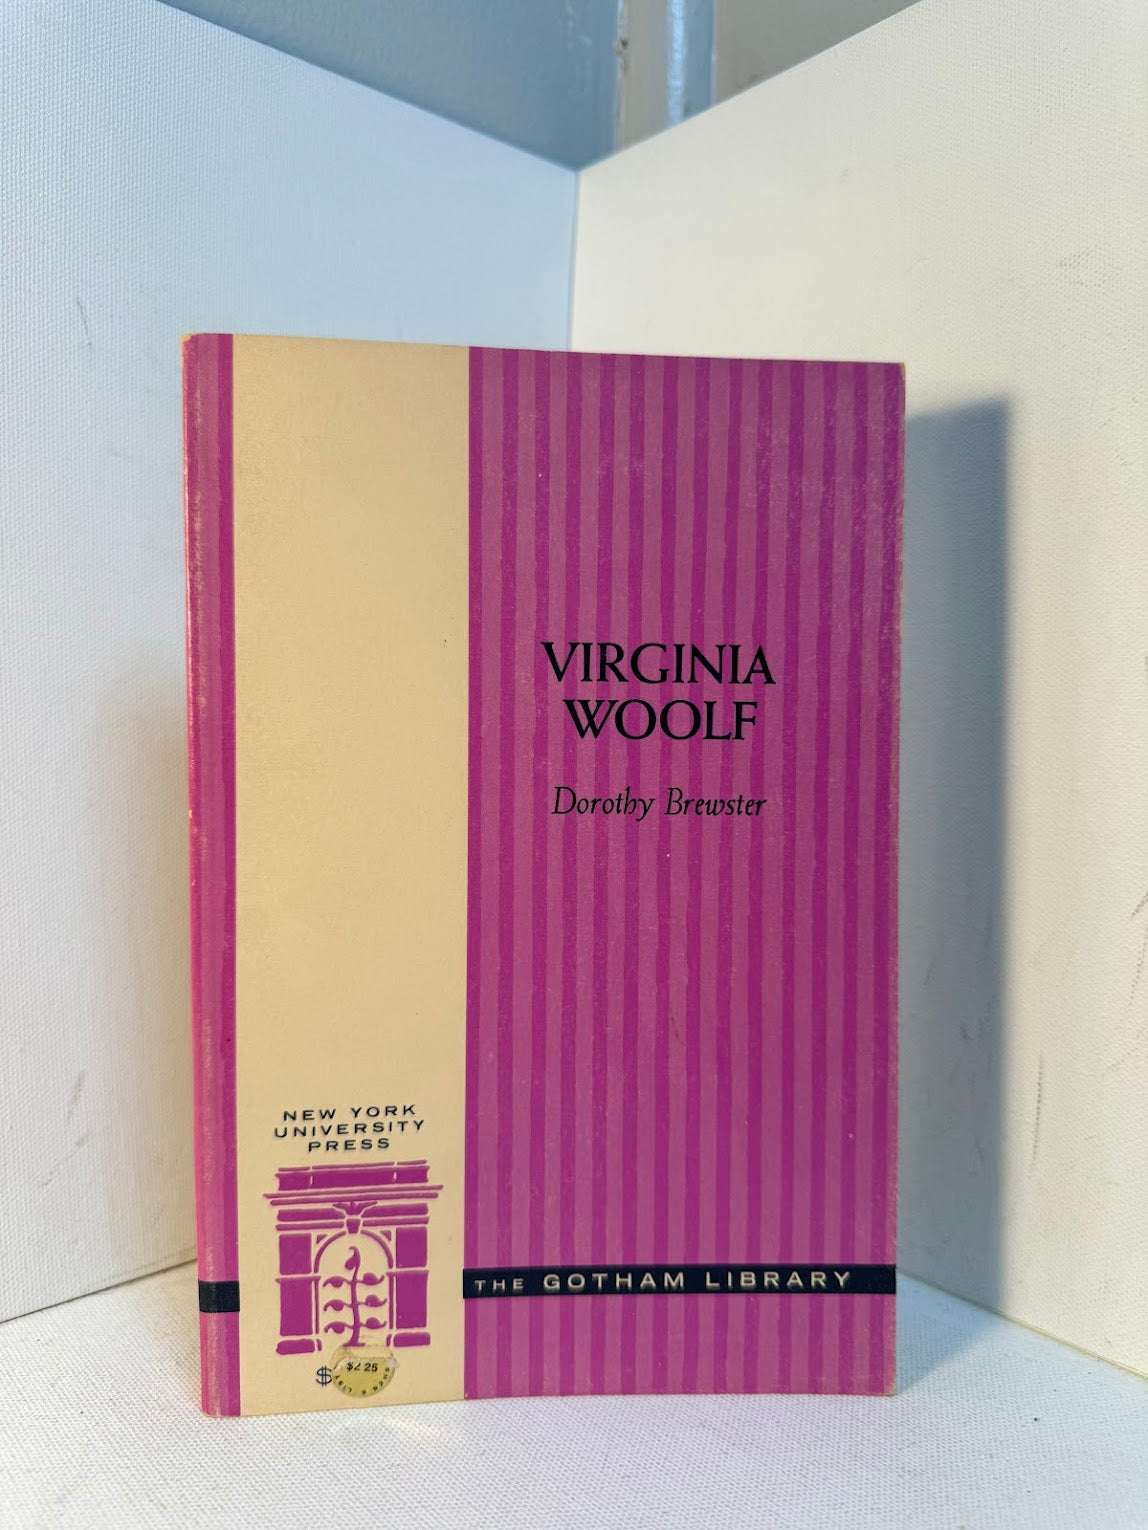 VIRGINIA
WOOLF
Dorothy Brewster
NEW YORK
UNIVERSITY
PRESS
THE GOTHAM LIBRARY
$
$2.25